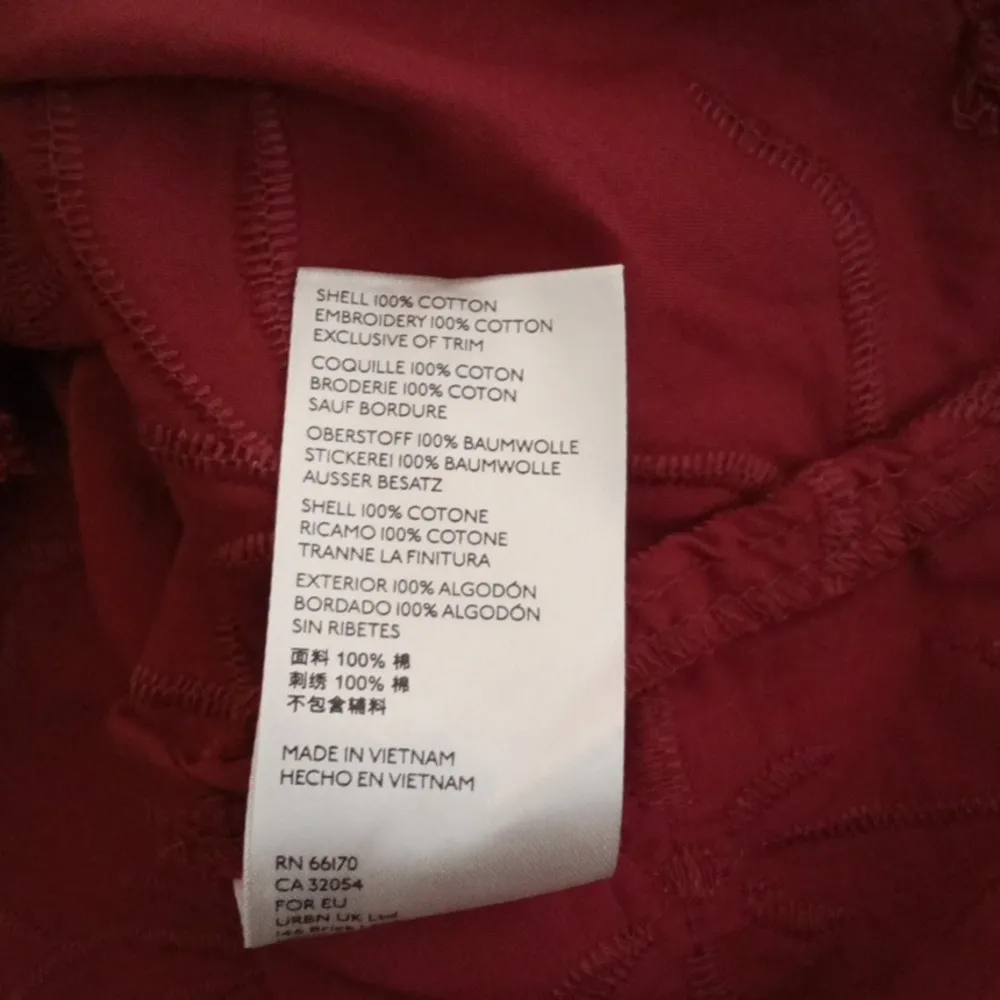 SHELL 100% COTTON
EMBROIDERY 100% COTTON
EXCLUSIVE OF TRIM
COQUILLE 100% COTON
BRODERIE 100% COTON
SAUF BORDURE
OBERSTOFF 100% BAUMWOLLE
STICKEREI 100% BAUMWOLLE
AUSSER BESATZ
SHELL 100% COTONE
RICAMO 100% COTONE
TRANNE LA FINITURA
EXTERIOR 100% ALGODÓN
BORDADO 100% ALGODÓN
SIN RIBETES
面料 100% 棉
刺绣 100% 棉
不包含辅料
MADE IN VIETNAM
HECHO EN VIETNAM
RN 66170
CA 32054
FOR EU
URBN UK Ltd